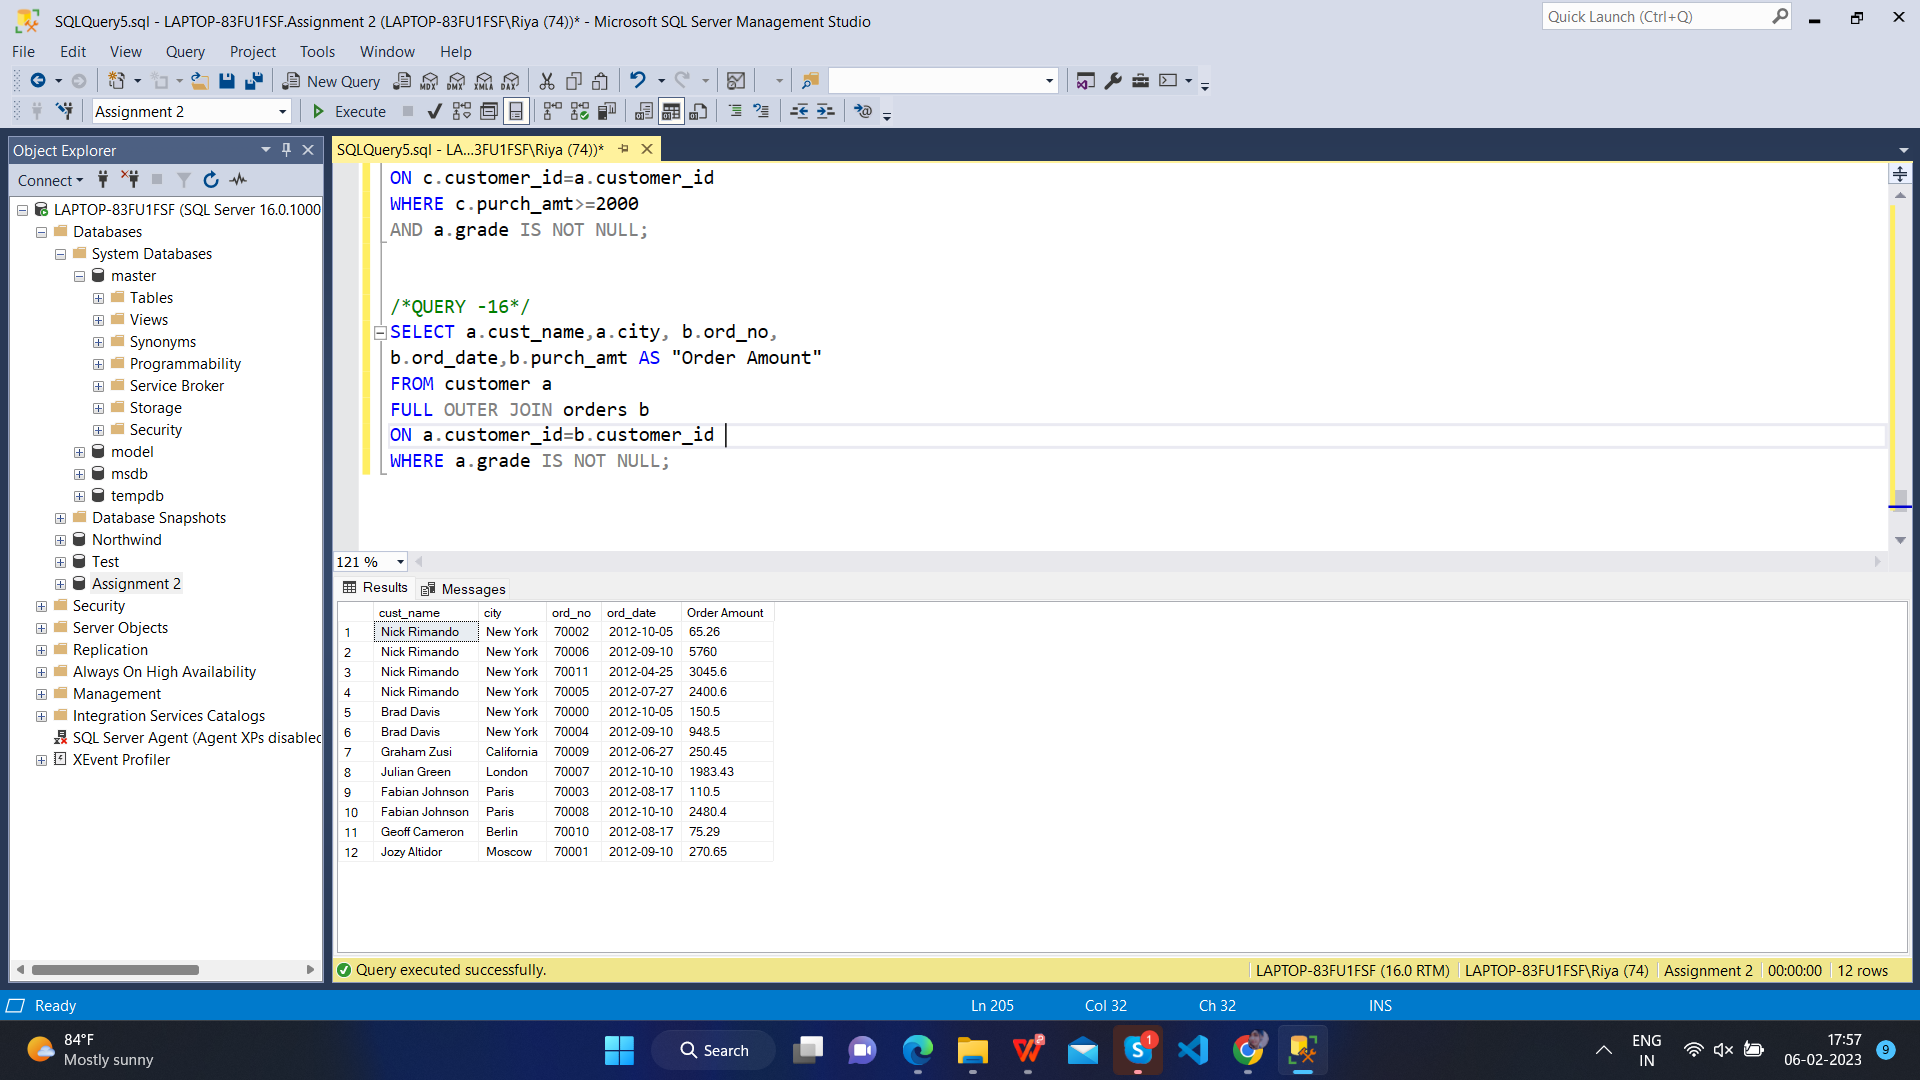 SQLQuery5.sql - LAPTOP-83FU1FSF.Assignment 2 (LAPTOP-83FU1FSF\Riya (74))* - Microsoft SQL Server Management Studio
Quick Launch (Ctrl+Q)
File Edit View Query Project Tools Window Help
New Query
MDX DMX XMLA DAX
Assignment 2
Execute
Object Explorer
Connect
LAPTOP-83FU1FSF (SQL Server 16.0.1000
Databases
System Databases
master
Tables
Views
Synonyms
Programmability
Service Broker
Storage
Security
model
msdb
tempdb
Database Snapshots
Northwind
Test
Assignment 2
Security
Server Objects
Replication
Always On High Availability
Management
Integration Services Catalogs
SQL Server Agent (Agent XPs disabled
XEvent Profiler
SQLQuery5.sql - LA...3FU1FSF\Riya (74))*
ON c.customer_id=a.customer_id
WHERE c.purch_amt>=2000
AND a.grade IS NOT NULL;
/*QUERY -16*/
SELECT a.cust_name,a.city, b.ord_no,
b.ord_date,b.purch_amt AS "Order Amount"
FROM customer a
FULL OUTER JOIN orders b
ON a.customer_id=b.customer_id
WHERE a.grade IS NOT NULL;
121 %
Results Messages
cust_name city ord_no ord_date Order Amount
1 Nick Rimando New York 70002 2012-10-05 65.26
2 Nick Rimando New York 70006 2012-09-10 5760
3 Nick Rimando New York 70011 2012-04-25 3045.6
4 Nick Rimando New York 70005 2012-07-27 2400.6
5 Brad Davis New York 70000 2012-10-05 150.5
6 Brad Davis New York 70004 2012-09-10 948.5
7 Graham Zusi California 70009 2012-06-27 250.45
8 Julian Green London 70007 2012-10-10 1983.43
9 Fabian Johnson Paris 70003 2012-08-17 110.5
10 Fabian Johnson Paris 70008 2012-10-10 2480.4
11 Geoff Cameron Berlin 70010 2012-08-17 75.29
12 Jozy Altidor Moscow 70001 2012-09-10 270.65
Query executed successfully.
LAPTOP-83FU1FSF (16.0 RTM) LAPTOP-83FU1FSF\Riya (74) Assignment 2 00:00:00 12 rows
Ready Ln 205 Col 32 Ch 32 INS
84°F
Mostly sunny
Search
1
ENG
IN
17:57
06-02-2023
9